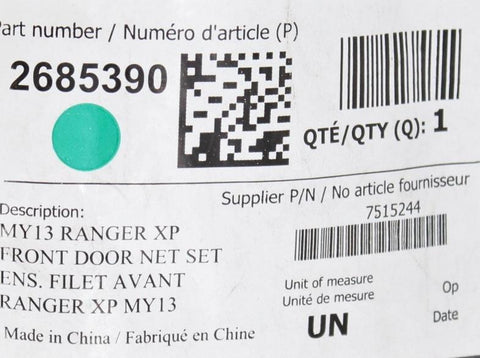 art number / Numéro d'article (P)
2685390
QTÉ/QTY (Q): 1
Supplier P/N / No article fournisseur
7515244
Description:
MY13 RANGER XP
FRONT DOOR NET SET
ENS. FILET AVANT
RANGER XP MY13
Unit of measure
Unité de mesure
UN
Op
Date
Made in China / Fabriqué en Chine